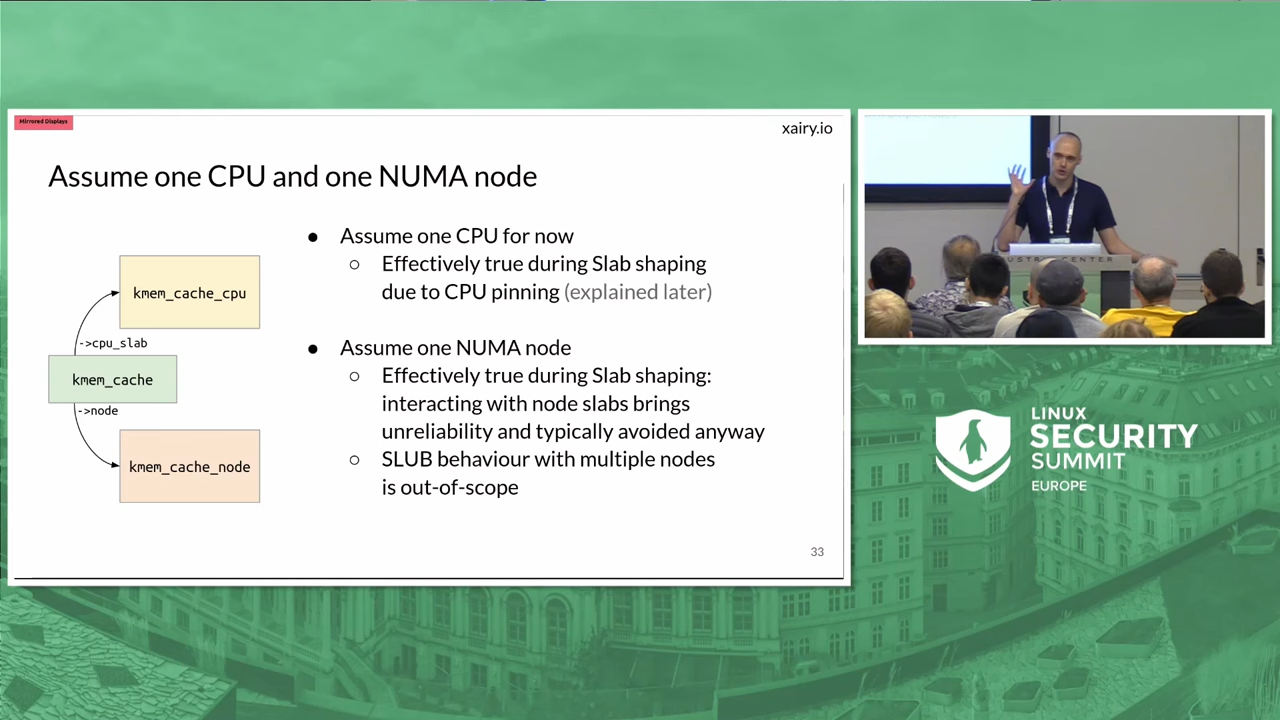 Mirrored Displays
xairy.io
Assume one CPU and one NUMA node
● Assume one CPU for now
○ Effectively true during Slab shaping
due to CPU pinning (explained later)
● Assume one NUMA node
○ Effectively true during Slab shaping:
interacting with node slabs brings
unreliability and typically avoided anyway
○ SLUB behaviour with multiple nodes
is out-of-scope
kmem_cache_cpu
->cpu_slab
kmem_cache
->node
kmem_cache_node
33
LINUX
SECURITY
SUMMIT
EUROPE